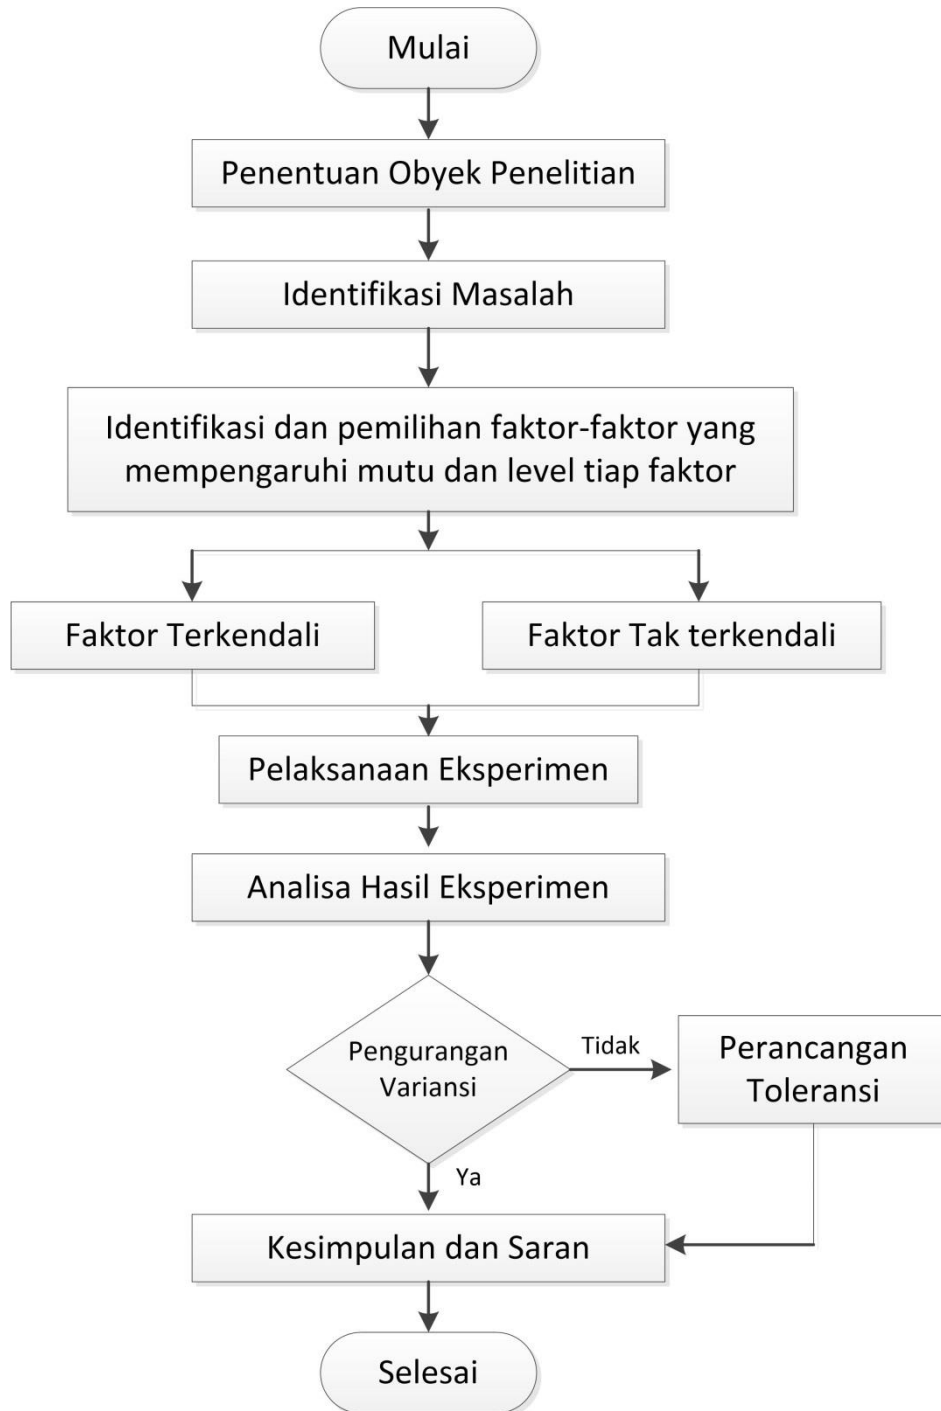 Mulai
Penentuan Obyek Penelitian
Identifikasi Masalah
Identifikasi dan pemilihan faktor-faktor yang
mempengaruhi mutu dan level tiap faktor
Faktor Terkendali
Faktor Tak terkendali
Pelaksanaan Eksperimen
Analisa Hasil Eksperimen
Pengurangan
Variansi
Tidak
Perancangan
Toleransi
Ya
Kesimpulan dan Saran
Selesai